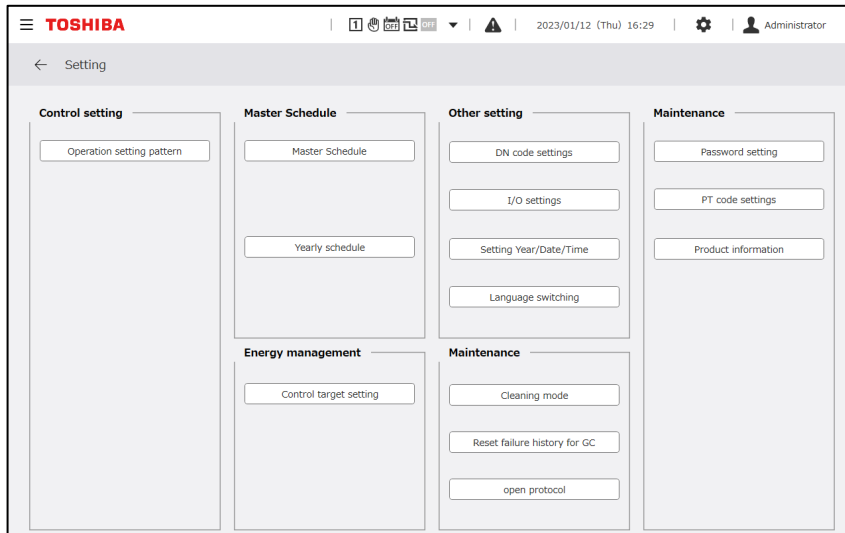 TOSHIBA
1 OFF OFF 2023/01/12 (Thu) 16:29 Administrator
Setting
Control setting
Operation setting pattern
Master Schedule
Master Schedule
Yearly schedule
Energy management
Control target setting
Other setting
DN code settings
I/O settings
Setting Year/Date/Time
Language switching
Maintenance
Cleaning mode
Reset failure history for GC
open protocol
Maintenance
Password setting
PT code settings
Product information